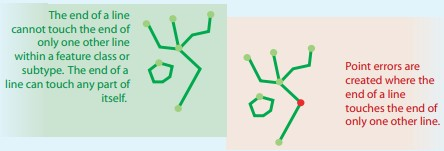 The end of a line
cannot touch the end of
only one other line
within a feature class or
subtype. The end of a
line can touch any part of
itself.
Point errors are
created where the
end of a line
touches the end of
only one other line.